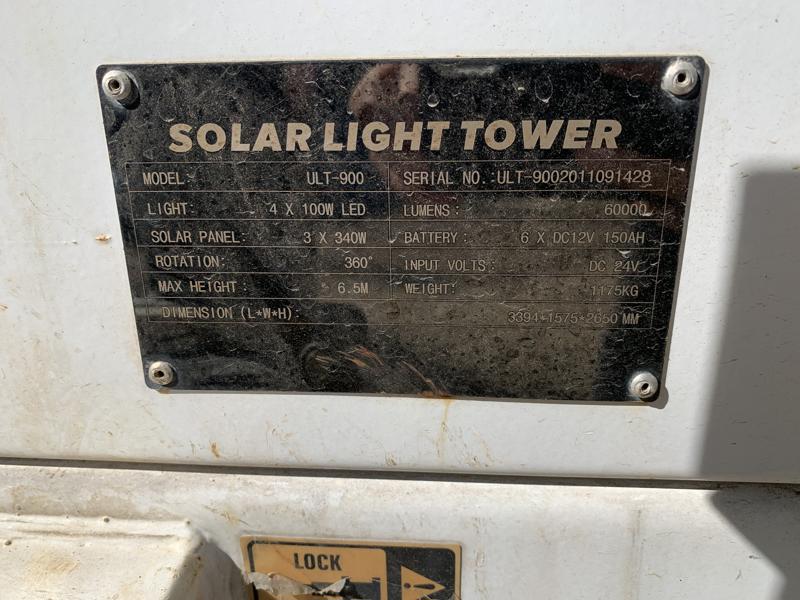 SOLAR LIGHT TOWER
MODEL: ULT-900 SERIAL NO.:ULT-9002011091428
LIGHT: 4 X 100W LED LUMENS: 60000
SOLAR PANEL: 3 X 340W BATTERY: 6 X DC12V 150AH
ROTATION: 360° INPUT VOLTS: DC 24V
MAX HEIGHT: 6.5M WEIGHT: 1175KG
DIMENSION (L*W*H): 3394*1575*2650 MM
LOCK